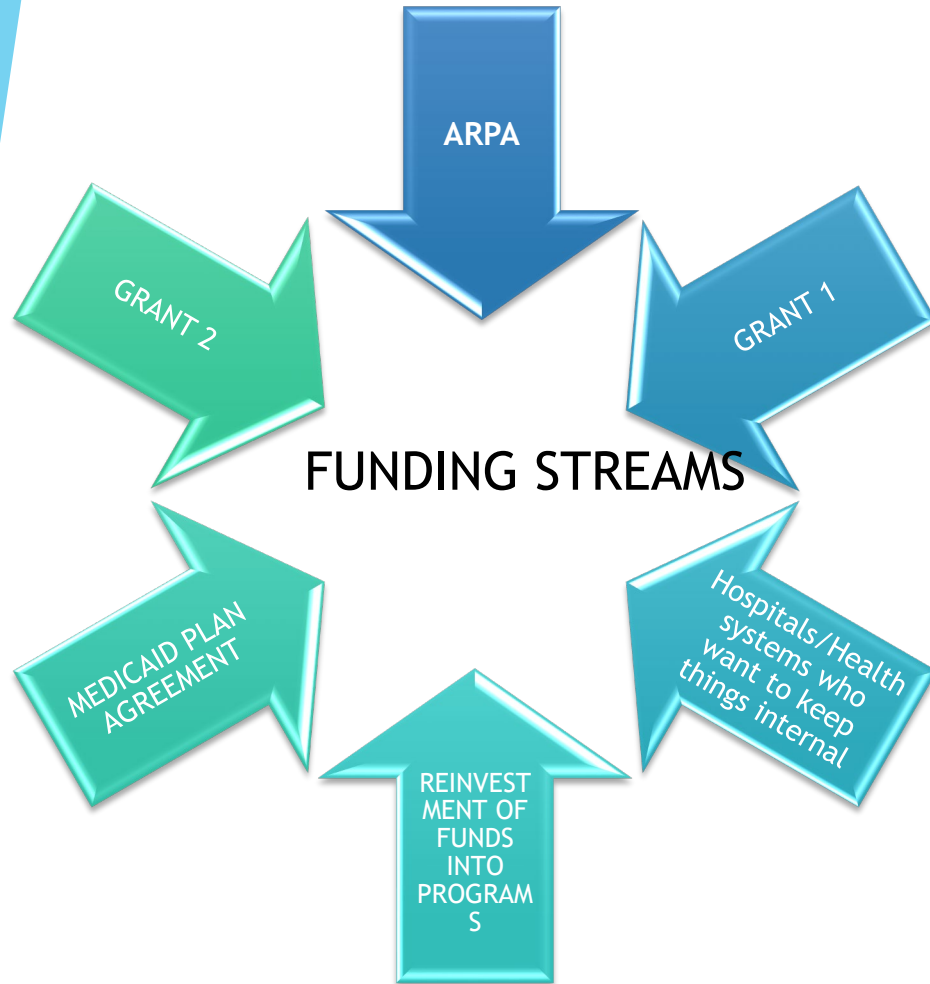 ARPA
GRANT 1
GRANT 2
FUNDING STREAMS
Hospitals/Health
systems who
want to keep
things internal
MEDICAID PLAN
AGREEMENT
REINVEST
MENT OF
FUNDS
INTO
PROGRAM
S